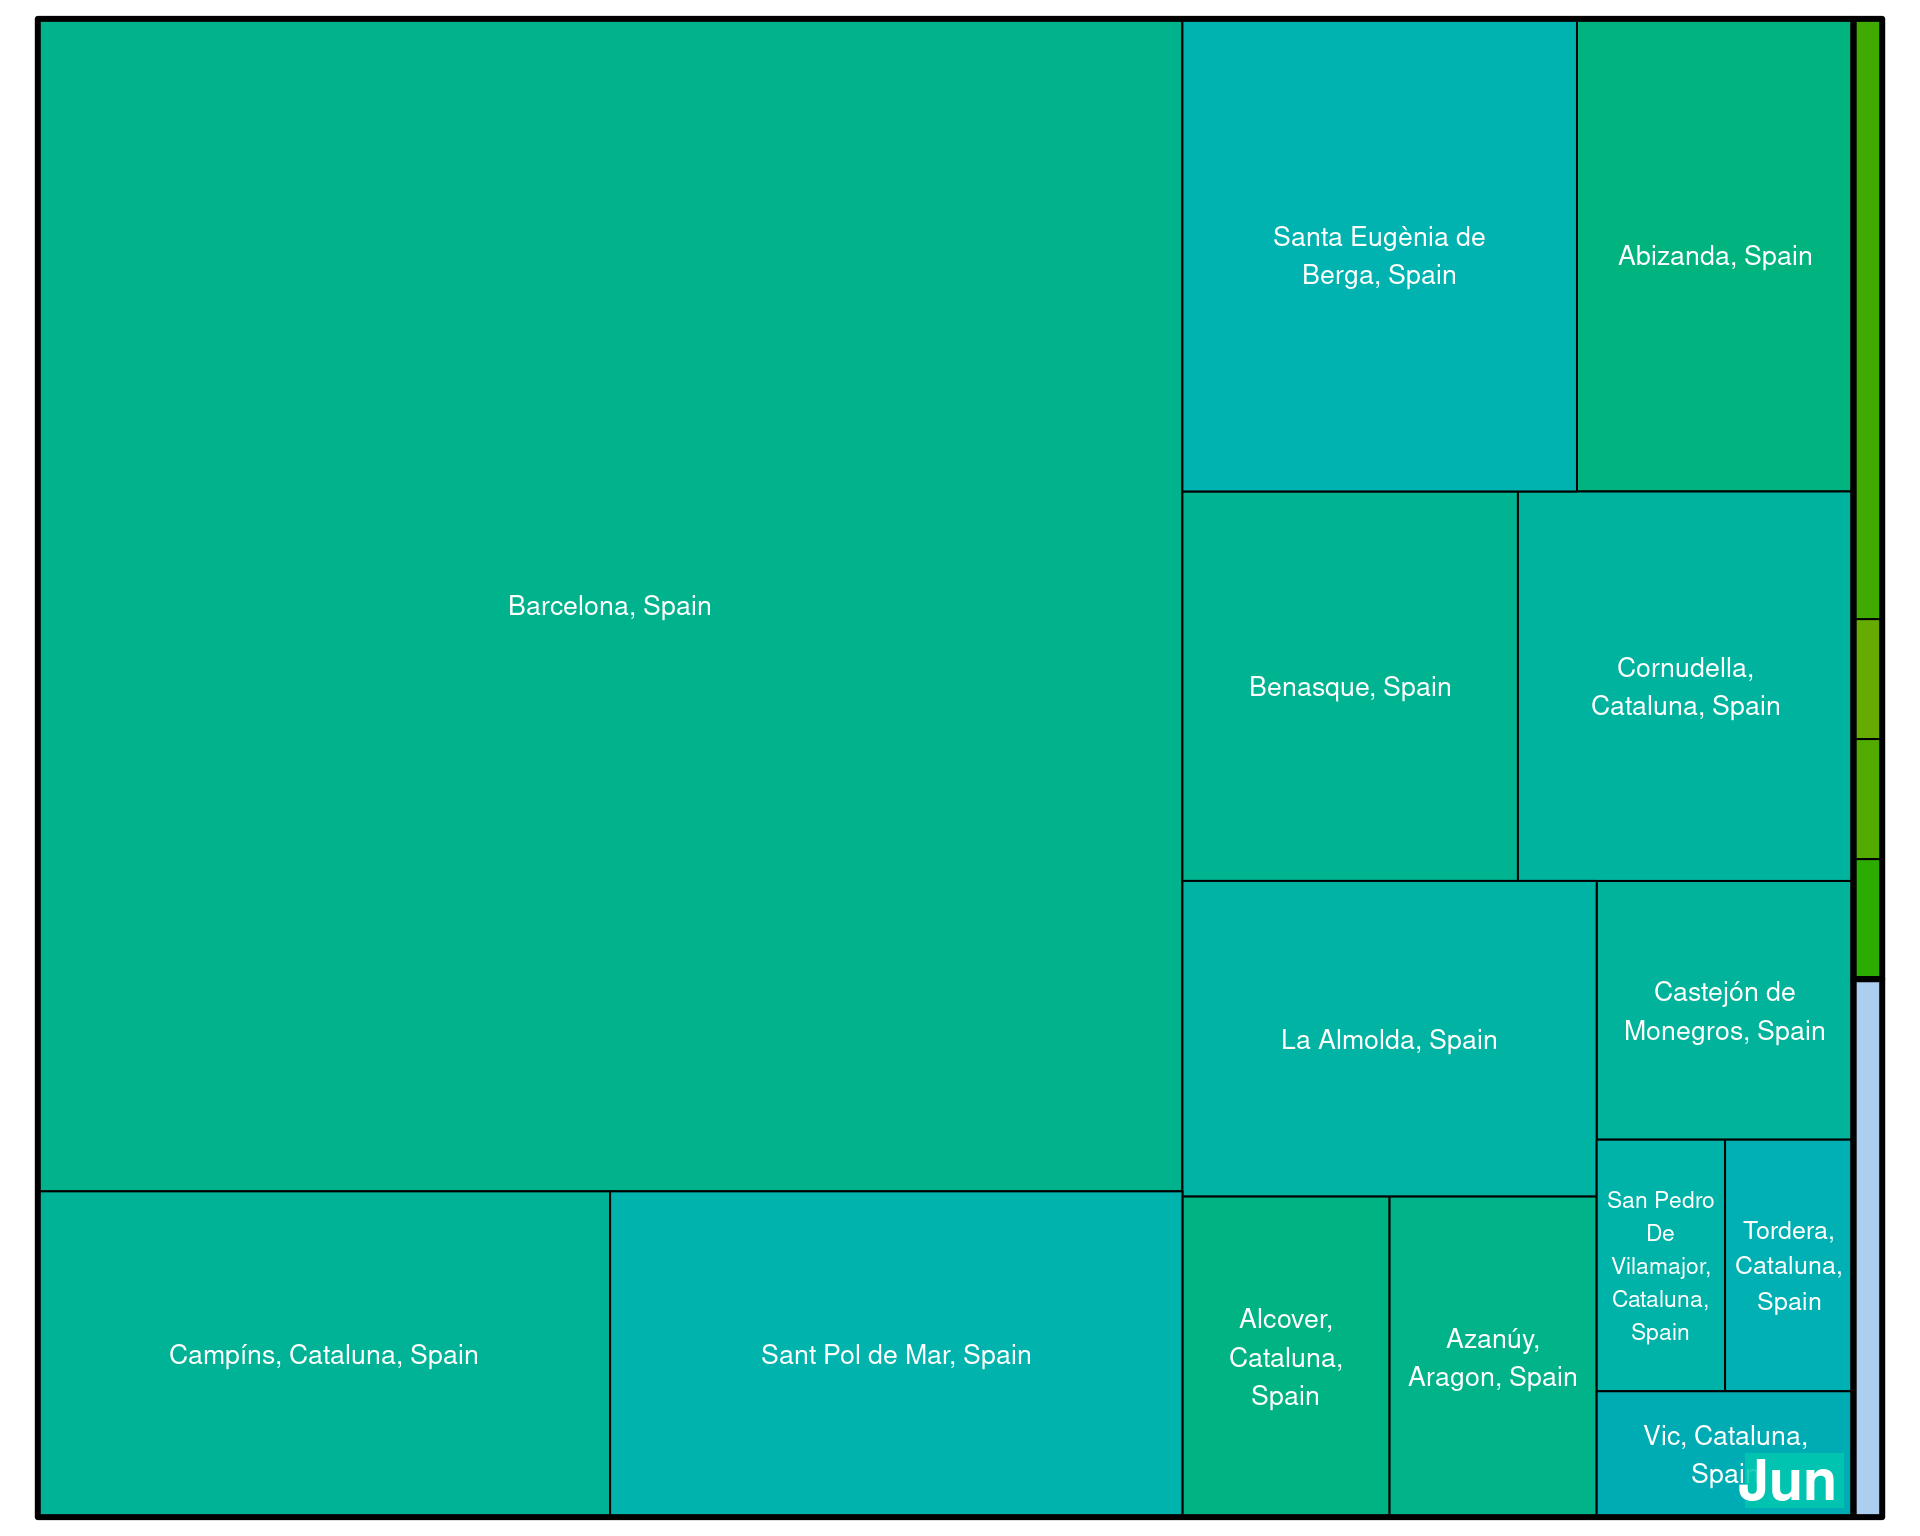 Barcelona, Spain
Campíns, Cataluna, Spain
Sant Pol de Mar, Spain
Santa Eugènia de
Berga, Spain
Abizanda, Spain
Benasque, Spain
Cornudella,
Cataluna, Spain
La Almolda, Spain
Castejón de
Monegros, Spain
Alcover,
Cataluna,
Spain
Azanúy,
Aragon, Spain
San Pedro
De
Vilamajor,
Cataluna,
Spain
Tordera,
Cataluna,
Spain
Vic, Cataluna,
Spain
Jun